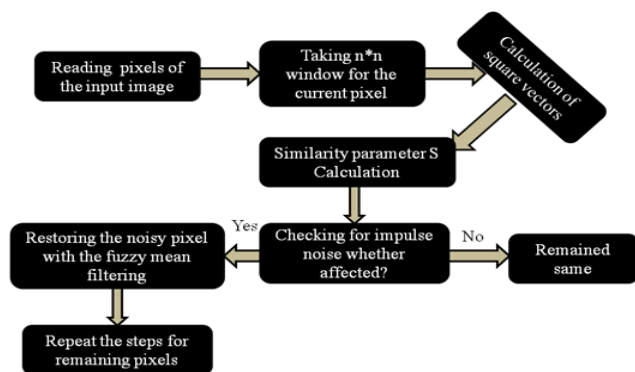 Reading pixels of
the input image
Taking n*n
window for the
current pixel
Calculation of
square vectors
Similarity parameter S
Calculation
Checking for impulse
noise whether
affected?
Yes
No
Restoring the noisy pixel
with the fuzzy mean
filtering
Remained
same
Repeat the steps for
remaining pixels